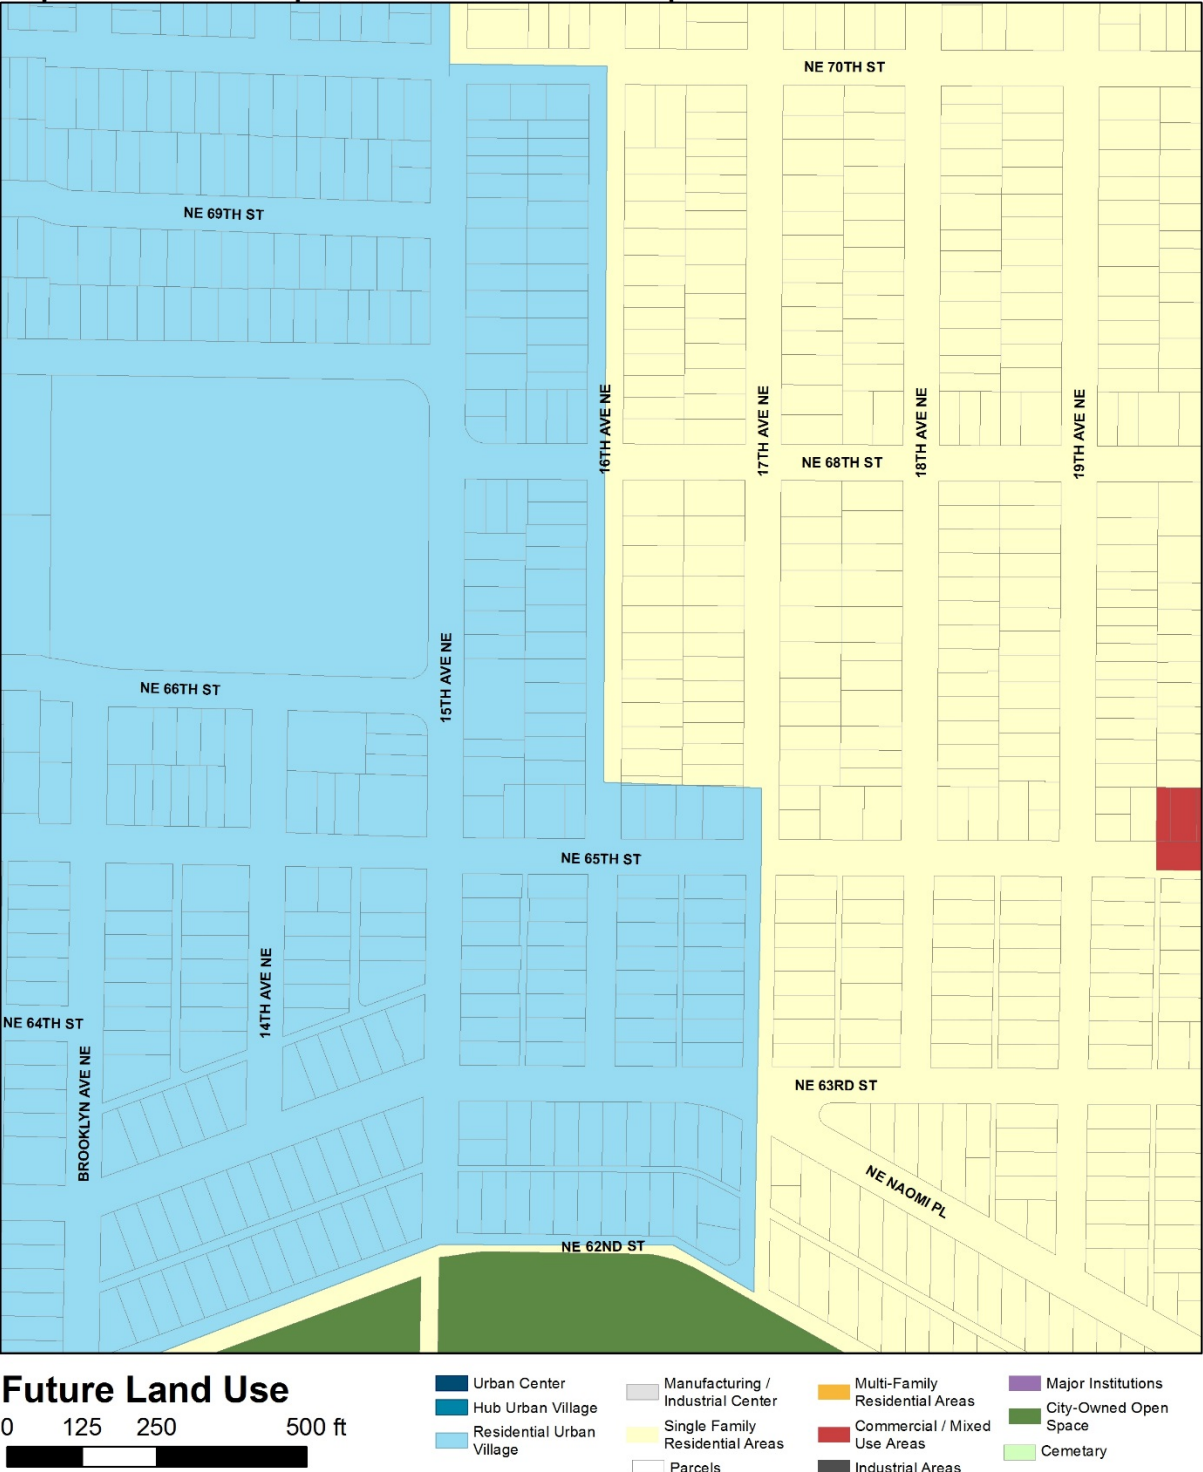 NE 70TH ST
NE 69TH ST
16TH AVE NE
17TH AVE NE
18TH AVE NE
19TH AVE NE
NE 68TH ST
15TH AVE NE
NE 66TH ST
NE 65TH ST
14TH AVE NE
NE 64TH ST
BROOKLYN AVE NE
NE 63RD ST
NE NAOMI PL
NE 62ND ST
Future Land Use
0 125 250 500 ft
Urban Center
Hub Urban Village
Residential Urban
Village
Manufacturing /
Industrial Center
Single Family
Residential Areas
Parcels
Multi-Family
Residential Areas
Commercial / Mixed
Use Areas
Industrial Areas
Major Institutions
City-Owned Open
Space
Cemetary